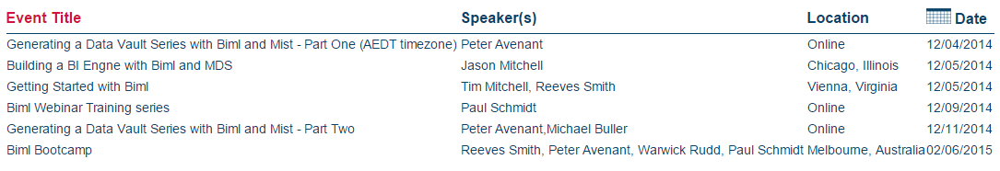 Event Title Speaker(s) Location Date
Generating a Data Vault Series with Biml and Mist - Part One (AEDT timezone) Peter Avenant Online 12/04/2014
Building a BI Engne with Biml and MDS Jason Mitchell Chicago, Illinois 12/05/2014
Getting Started with Biml Tim Mitchell, Reeves Smith Vienna, Virginia 12/05/2014
Biml Webinar Training series Paul Schmidt Online 12/09/2014
Generating a Data Vault Series with Biml and Mist - Part Two Peter Avenant,Michael Buller Online 12/11/2014
Biml Bootcamp Reeves Smith, Peter Avenant, Warwick Rudd, Paul Schmidt Melbourne, Australia 02/06/2015